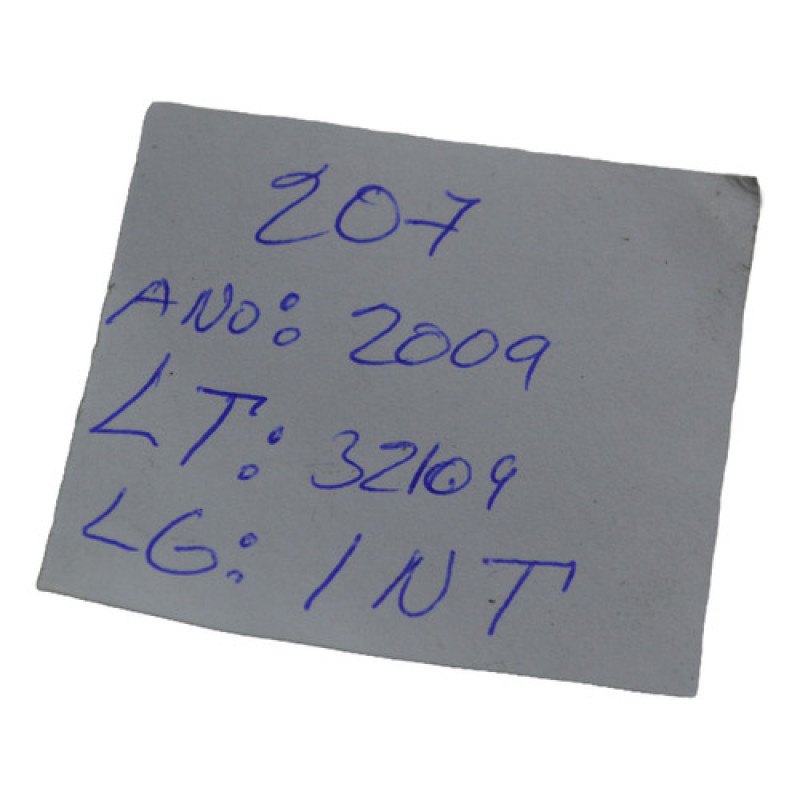 207
ANO: 2009
LT: 32109
LG: INT